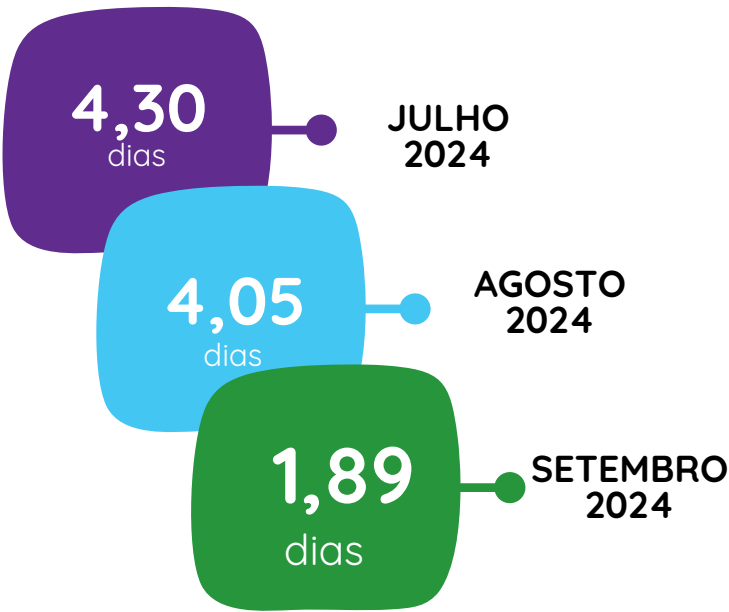 4,30
dias
JULHO
2024
4,05
dias
AGOSTO
2024
1,89
dias
SETEMBRO
2024